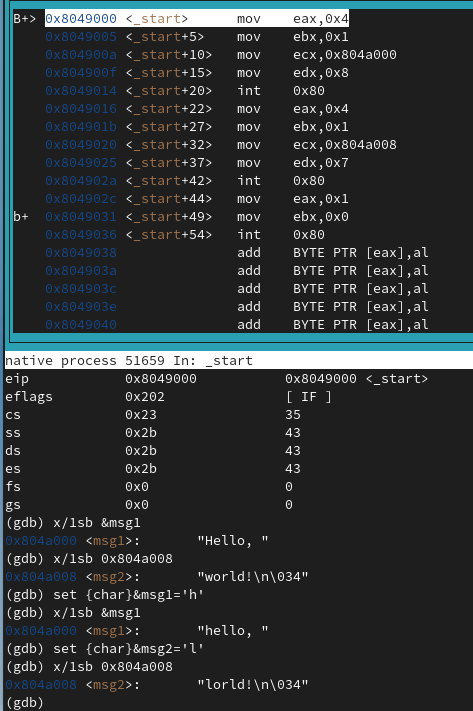 B+> 0x8049000 <_start> mov eax,0x4
0x8049005 <_start+5> mov ebx,0x1
0x804900a <_start+10> mov ecx,0x804a000
0x804900f <_start+15> mov edx,0x8
0x8049014 <_start+20> int 0x80
0x8049016 <_start+22> mov eax,0x4
0x804901b <_start+27> mov ebx,0x1
0x8049020 <_start+32> mov ecx,0x804a008
0x8049025 <_start+37> mov edx,0x7
0x804902a <_start+42> int 0x80
0x804902c <_start+44> mov eax,0x1
b+ 0x8049031 <_start+49> mov ebx,0x0
0x8049036 <_start+54> int 0x80
0x8049038 add BYTE PTR [eax],al
0x804903a add BYTE PTR [eax],al
0x804903c add BYTE PTR [eax],al
0x804903e add BYTE PTR [eax],al
0x8049040 add BYTE PTR [eax],al
native process 51659 In: _start
eip 0x8049000 0x8049000 <_start>
eflags 0x202 [ IF ]
cs 0x23 35
ss 0x2b 43
ds 0x2b 43
es 0x2b 43
fs 0x0 0
gs 0x0 0
(gdb) x/1sb &msg1
0x804a000 <msg1>: "Hello, "
(gdb) x/1sb 0x804a008
0x804a008 <msg2>: "world!\n\034"
(gdb) set {char}&msg1='h'
(gdb) x/1sb &msg1
0x804a000 <msg1>: "hello, "
(gdb) set {char}&msg2='l'
(gdb) x/1sb 0x804a008
0x804a008 <msg2>: "lorld!\n\034"
(gdb)